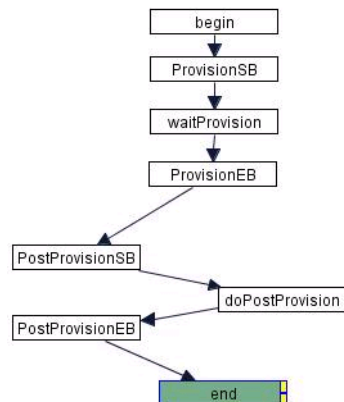 begin
ProvisionSB
waitProvision
ProvisionEB
PostProvisionSB
doPostProvision
PostProvisionEB
end